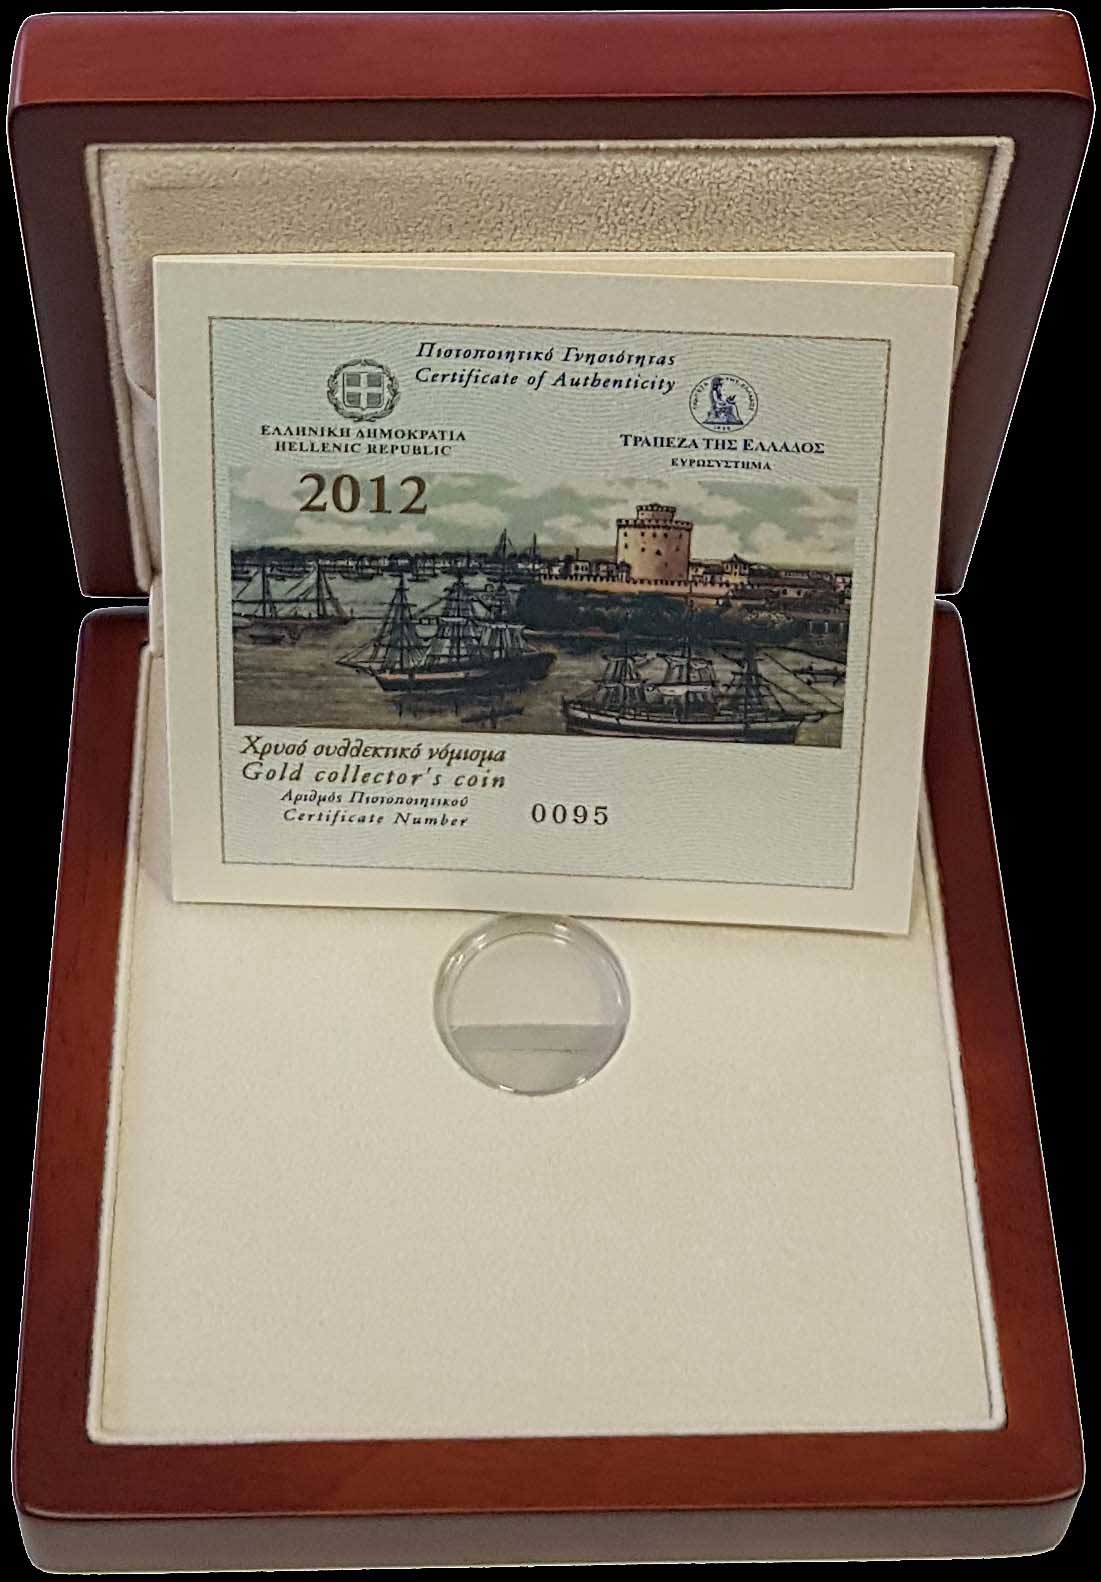 Πιστοποιητικό Γνησιότητας
Certificate of Authenticity
ΕΛΛΗΝΙΚΗ ΔΗΜΟΚΡΑΤΙΑ
HELLENIC REPUBLIC
ΤΡΑΠΕΖΑ ΤΗΣ ΕΛΛΑΔΟΣ
ΕΥΡΩΣΥΣΤΗΜΑ
2012
Χρυσό συλλεκτικό νόμισμα
Gold collector's coin
Αριθμός Πιστοποιητικού
Certificate Number
0095